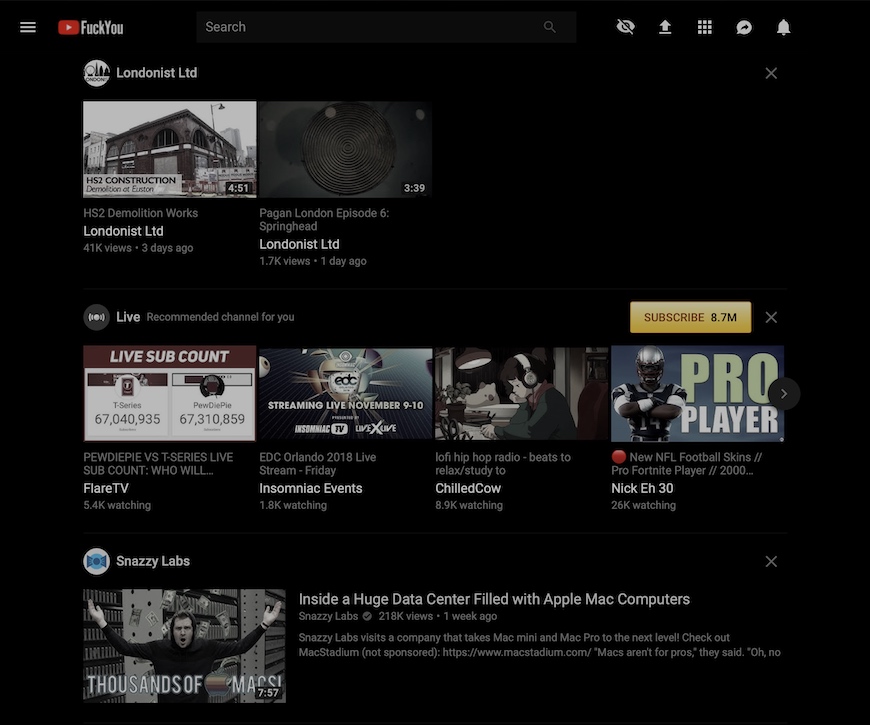 FuckYou
Search
Londonist Ltd
HS2 CONSTRUCTION
Demolition at Euston
4:51
3:39
HS2 Demolition Works
Londonist Ltd
41K views • 3 days ago
Pagan London Episode 6:
Springhead
Londonist Ltd
1.7K views • 1 day ago
Live Recommended channel for you
SUBSCRIBE 8.7M
LIVE SUB COUNT
T-Series
67,040,935
PewDiePie
67,310,859
edc
STREAMING LIVE NOVEMBER 9-10
PRESENTED BY
INSOMNIAC TV LIVEXLIVE
PRO
PLAYER
PEWDIEPIE VS T-SERIES LIVE
SUB COUNT: WHO WILL...
FlareTV
5.4K watching
EDC Orlando 2018 Live
Stream - Friday
Insomniac Events
1.8K watching
lofi hip hop radio - beats to
relax/study to
ChilledCow
8.9K watching
New NFL Football Skins //
Pro Fortnite Player // 2000...
Nick Eh 30
26K watching
Snazzy Labs
THOUSANDS OF MACS!
7:57
Inside a Huge Data Center Filled with Apple Mac Computers
Snazzy Labs 218K views • 1 week ago
Snazzy Labs visits a company that takes Mac mini and Mac Pro to the next level! Check out
MacStadium (not sponsored): https://www.macstadium.com/ "Macs aren't for pros," they said. "Oh, no